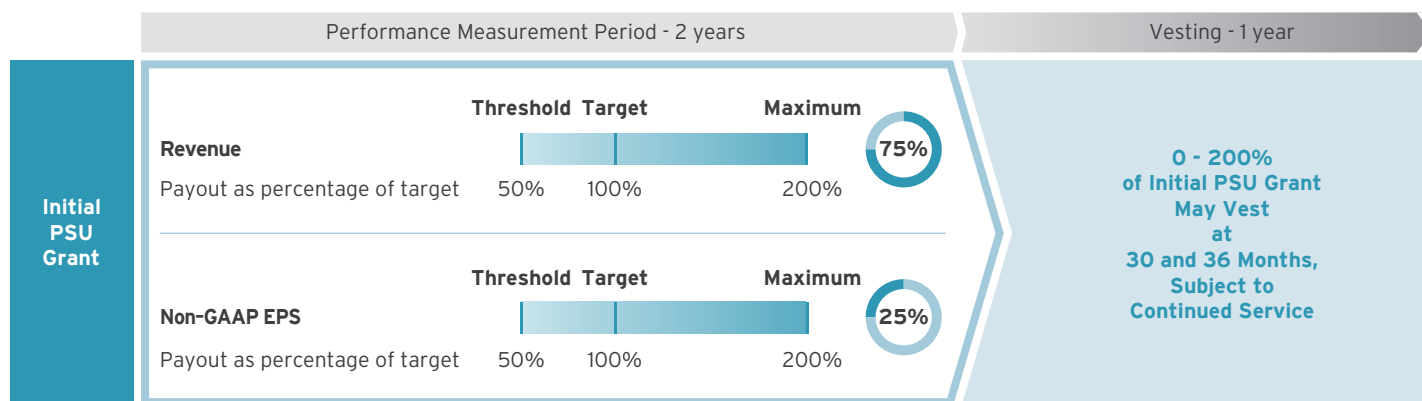 Performance Measurement Period - 2 years
Vesting - 1 year
Initial
PSU
Grant
Threshold Target Maximum
Revenue
75%
Payout as percentage of target 50% 100% 200%
Threshold Target Maximum
Non-GAAP EPS
25%
Payout as percentage of target 50% 100% 200%
0 - 200%
of Initial PSU Grant
May Vest
at
30 and 36 Months,
Subject to
Continued Service